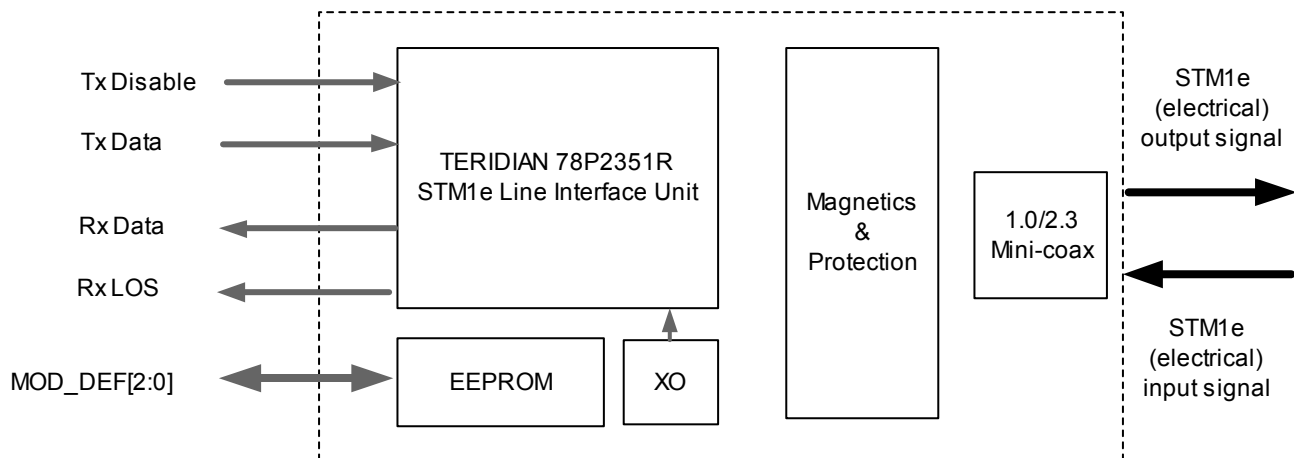 Tx Disable
Tx Data
Rx Data
Rx LOS
MOD_DEF[2:0]
TERIDIAN 78P2351R
STM1e Line Interface Unit
EEPROM
XO
Magnetics
&
Protection
1.0/2.3
Mini-coax
STM1e
(electrical)
output signal
STM1e
(electrical)
input signal